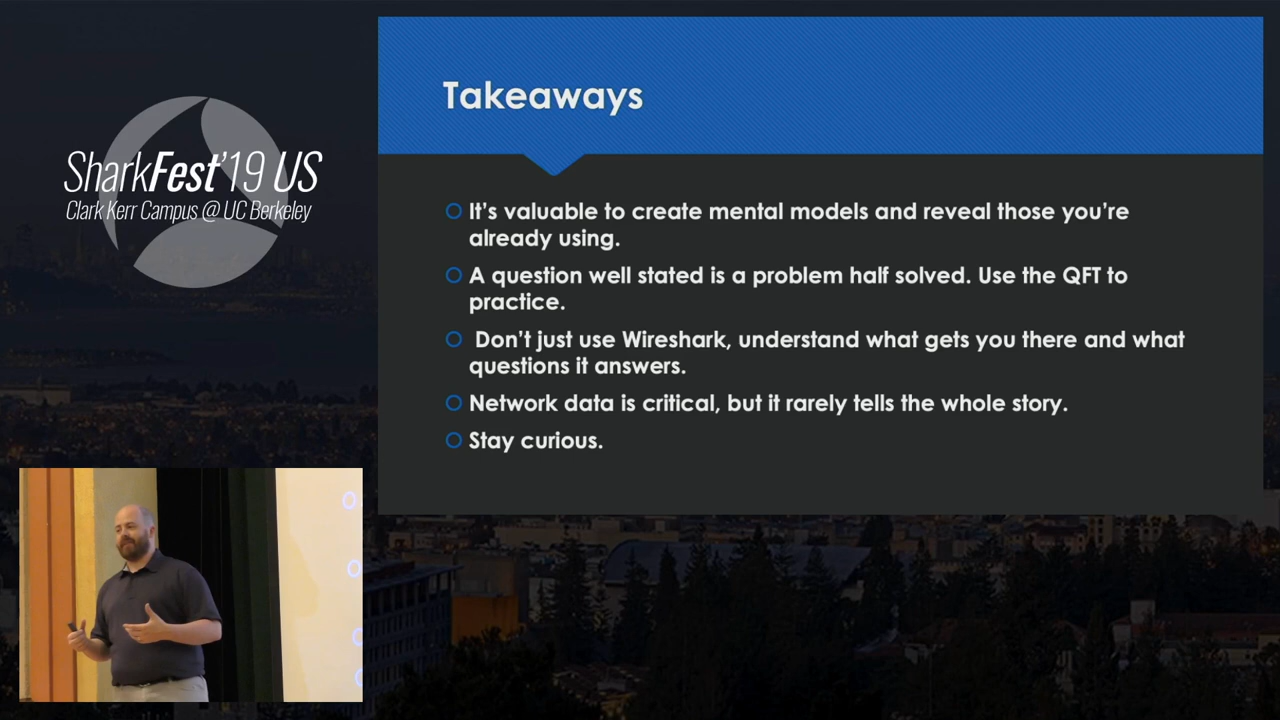 SharkFest'19 US
Clark Kerr Campus @ UC Berkeley
Takeaways
It's valuable to create mental models and reveal those you're
already using.
A question well stated is a problem half solved. Use the QFT to
practice.
Don't just use Wireshark, understand what gets you there and what
questions it answers.
Network data is critical, but it rarely tells the whole story.
Stay curious.